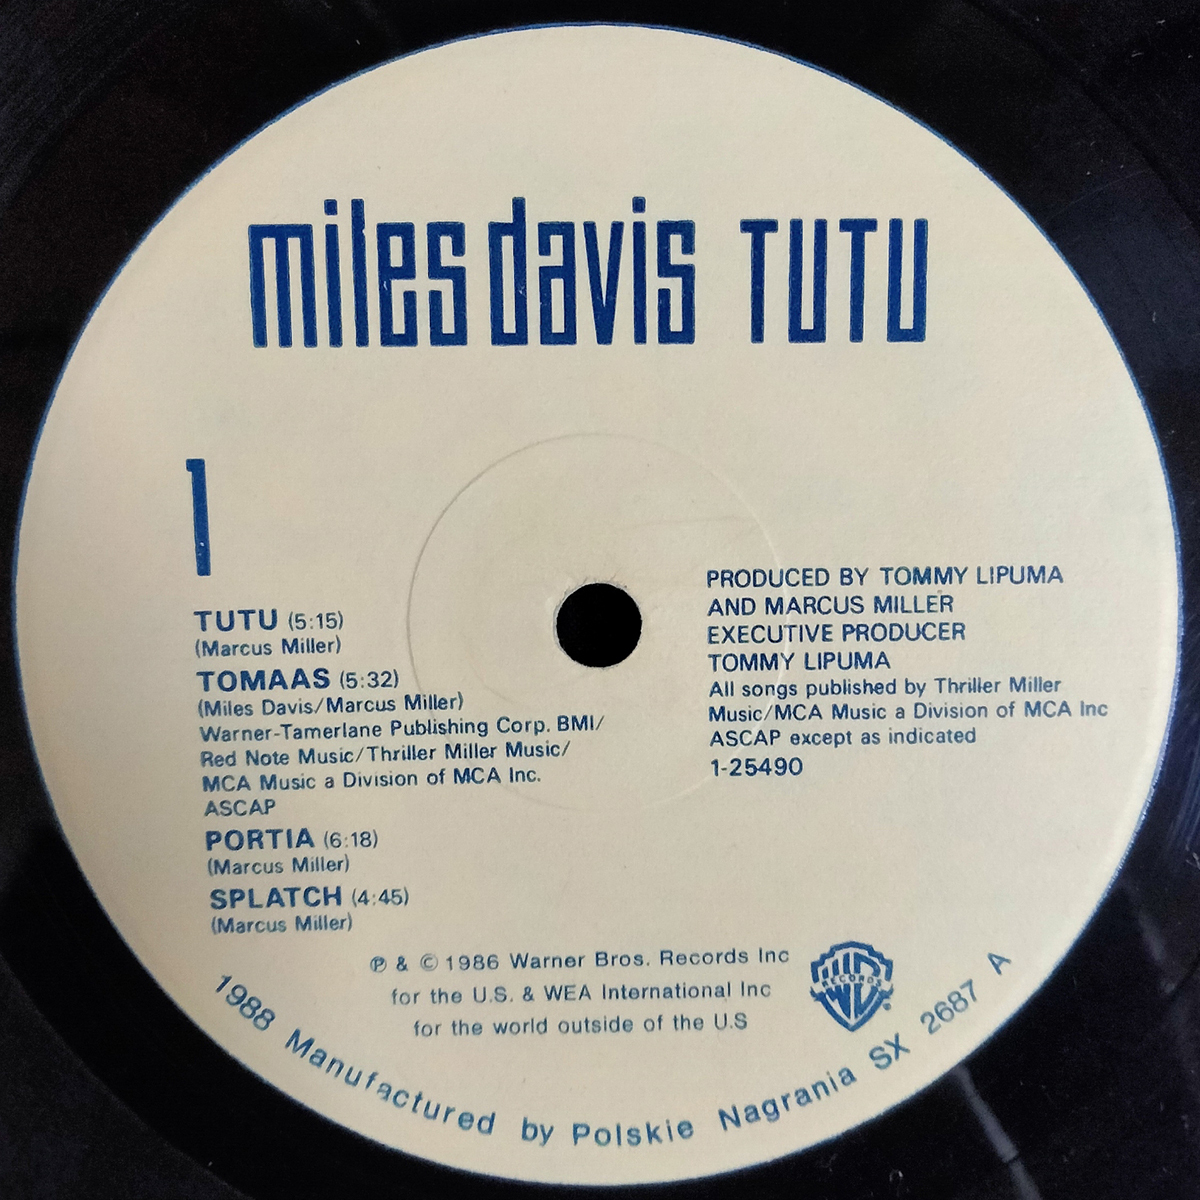 miles davis TUTU
1
TUTU (5:15)
(Marcus Miller)
TOMAAS (5:32)
(Miles Davis/Marcus Miller)
Warner-Tamerlane Publishing Corp. BMI/
Red Note Music/Thriller Miller Music/
MCA Music a Division of MCA Inc.
ASCAP
PORTIA (6:18)
(Marcus Miller)
SPLATCH (4:45)
(Marcus Miller)
PRODUCED BY TOMMY LIPUMA
AND MARCUS MILLER
EXECUTIVE PRODUCER
TOMMY LIPUMA
All songs published by Thriller Miller
Music/MCA Music a Division of MCA Inc
ASCAP except as indicated
1-25490
℗ & © 1986 Warner Bros. Records Inc
for the U.S. & WEA International Inc
for the world outside of the U.S
WB RECORDS ®
1988 Manufactured by Polskie Nagrania SX 2687 A